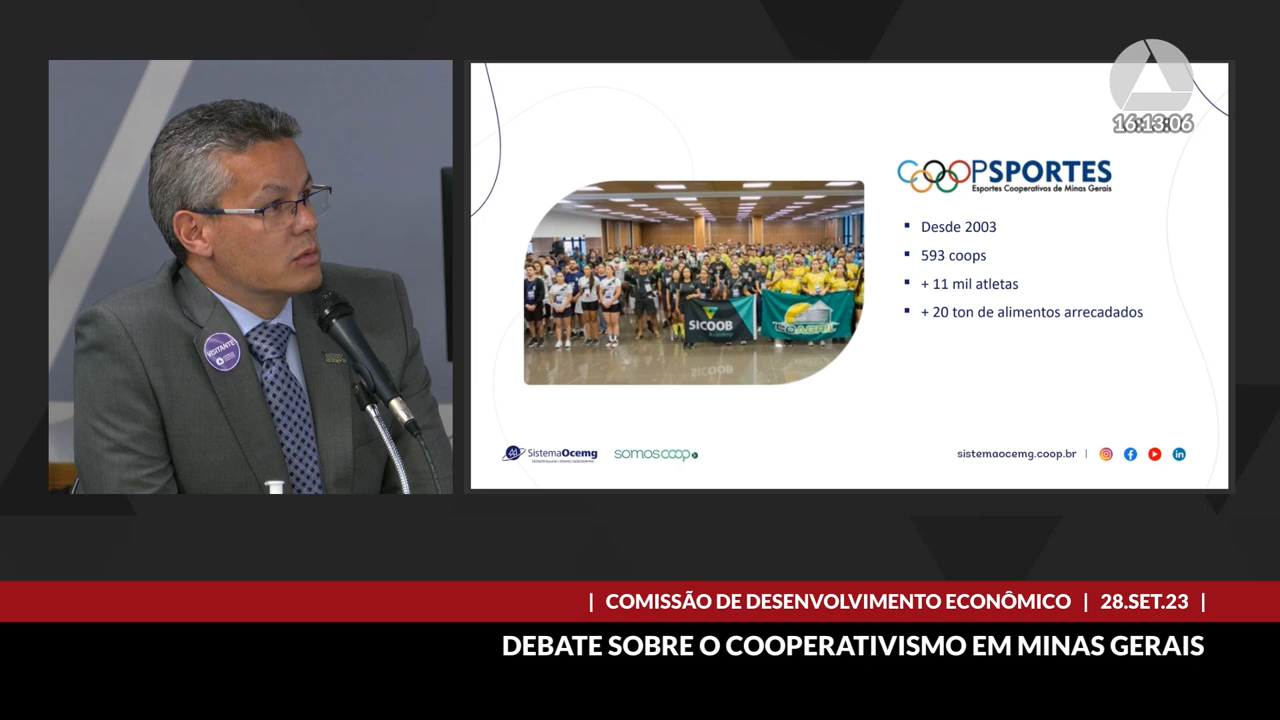 16:13:06
COOPSPORTES
Esportes Cooperativos de Minas Gerais
▪ Desde 2003
▪ 593 coops
▪ + 11 mil atletas
▪ + 20 ton de alimentos arrecadados
VISITANTE
SICOOB
COAGRIL
SistemaOcemg
somoscoop
sistemaocemg.coop.br |
| COMISSÃO DE DESENVOLVIMENTO ECONÔMICO | 28.SET.23 |
DEBATE SOBRE O COOPERATIVISMO EM MINAS GERAIS